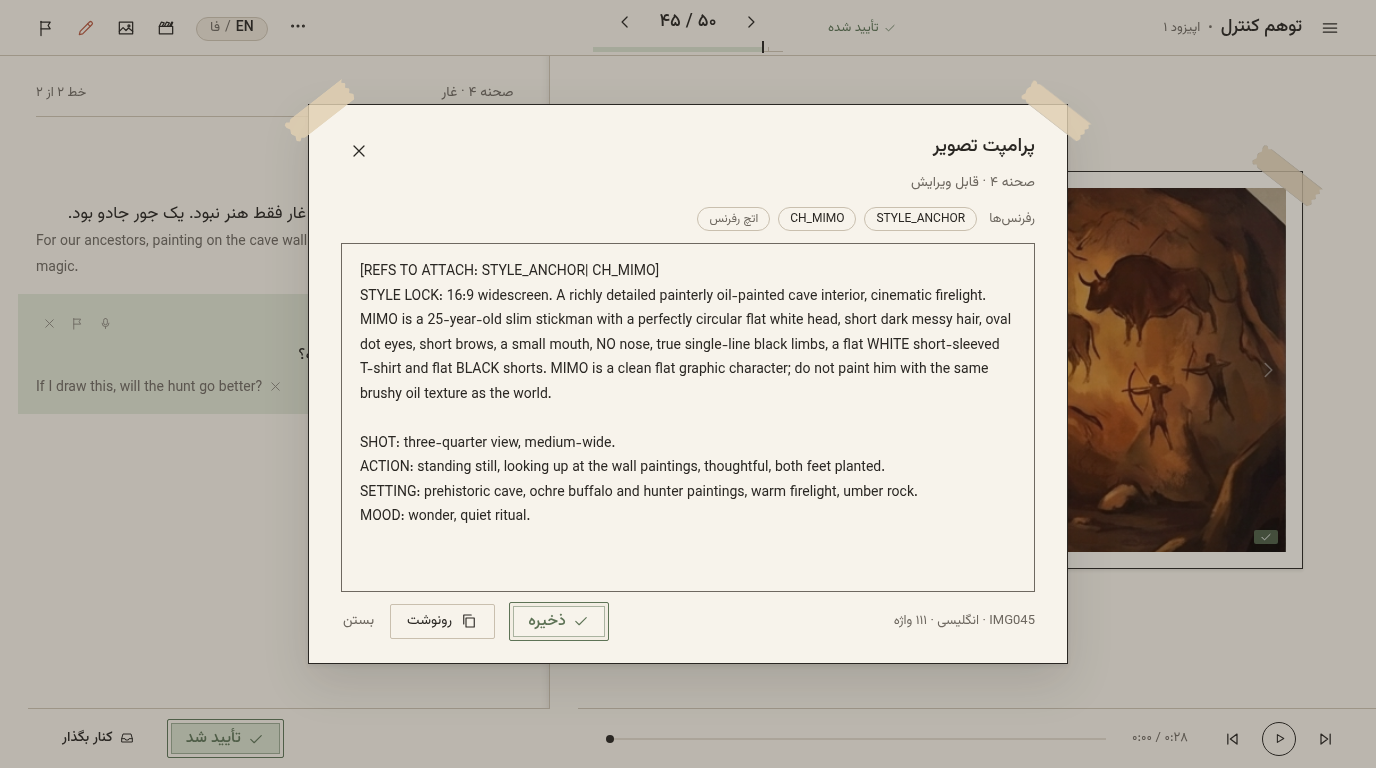 توهم کنترل • اپیزود ۱
تأیید شده
۴۵ / ۵۰
EN / فا
صحنه ۴ · غار
خط ۲ از ۲
غار فقط هنر نبود. یک جور جادو بود.
For our ancestors, painting on the cave wall
magic.
If I draw this, will the hunt go better?
پرامپت تصویر
صحنه ۴ · قابل ویرایش
رفرنس‌ها STYLE_ANCHOR CH_MIMO اتچ رفرنس
[REFS TO ATTACH: STYLE_ANCHOR| CH_MIMO]
STYLE LOCK: 16:9 widescreen. A richly detailed painterly oil-painted cave interior, cinematic firelight.
MIMO is a 25-year-old slim stickman with a perfectly circular flat white head, short dark messy hair, oval
dot eyes, short brows, a small mouth, NO nose, true single-line black limbs, a flat WHITE short-sleeved
T-shirt and flat BLACK shorts. MIMO is a clean flat graphic character; do not paint him with the same
brushy oil texture as the world.
SHOT: three-quarter view, medium-wide.
ACTION: standing still, looking up at the wall paintings, thoughtful, both feet planted.
SETTING: prehistoric cave, ochre buffalo and hunter paintings, warm firelight, umber rock.
MOOD: wonder, quiet ritual.
IMG045 · انگلیسی · ۱۱۱ واژه
ذخیره
رونوشت
بستن
۰:۰۰ / ۰:۲۸
تأیید شد
کنار بگذار